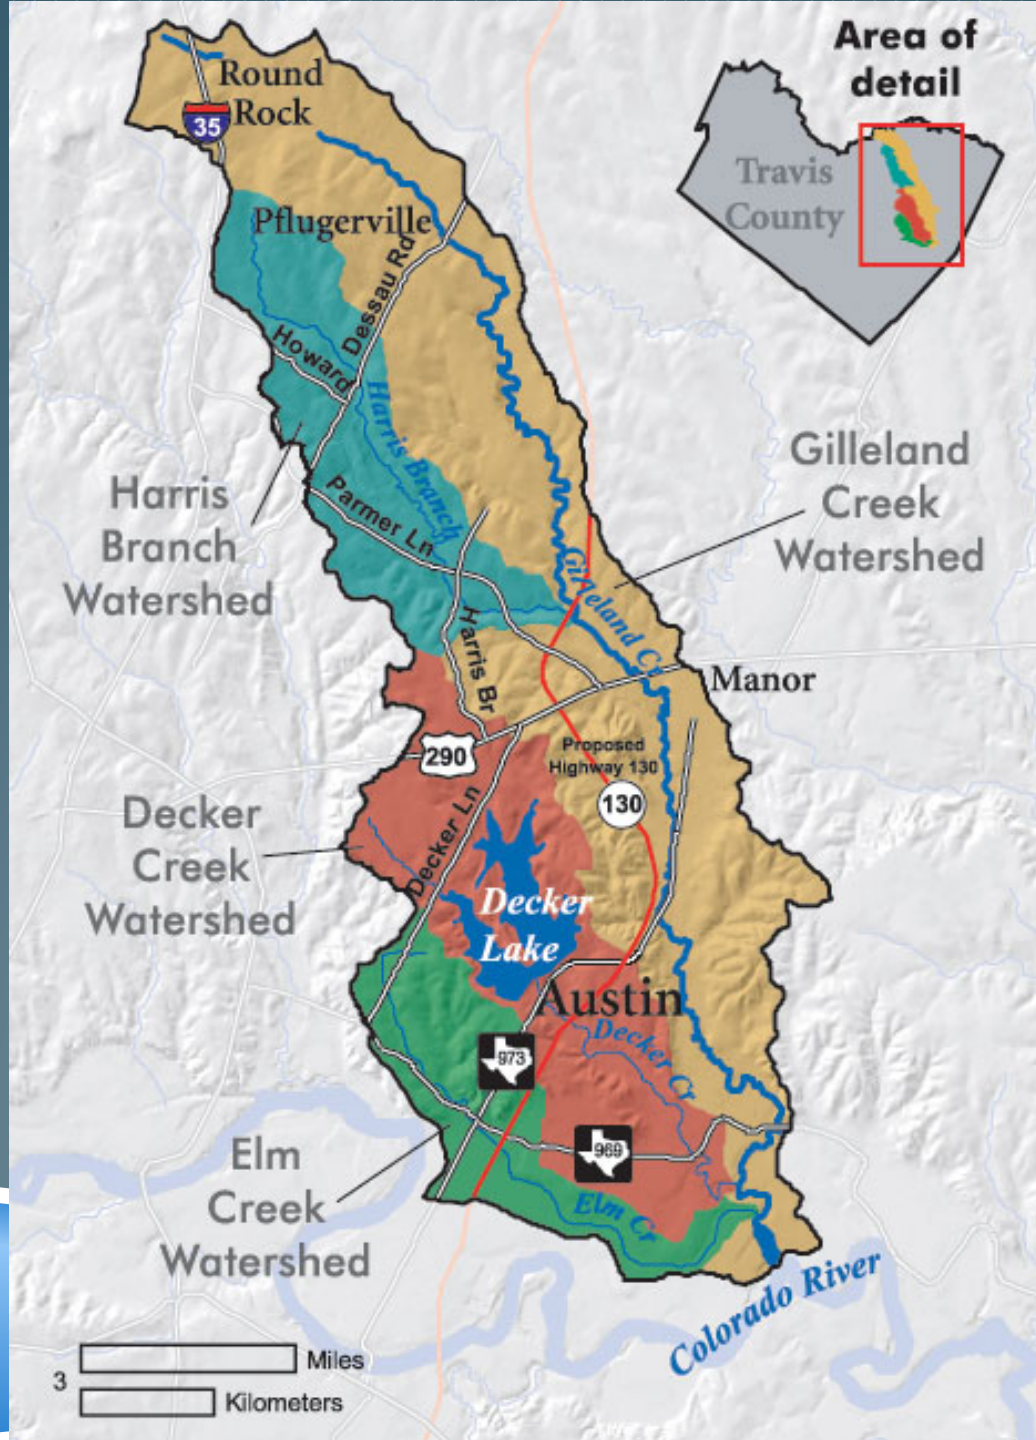 Area of
detail
Travis
County
Round
Rock
35
Pflugerville
Dessau Rd
Howard
Harris Branch
Parmer Ln
Harris
Branch
Watershed
Gilleland
Creek
Watershed
Gilleland Cr
Harris Br
Manor
290
Proposed
Highway 130
130
Decker
Creek
Watershed
Decker Ln
Decker
Lake
Austin
Decker Cr
973
969
Elm
Creek
Watershed
Elm Cr
Colorado River
Miles
3
Kilometers